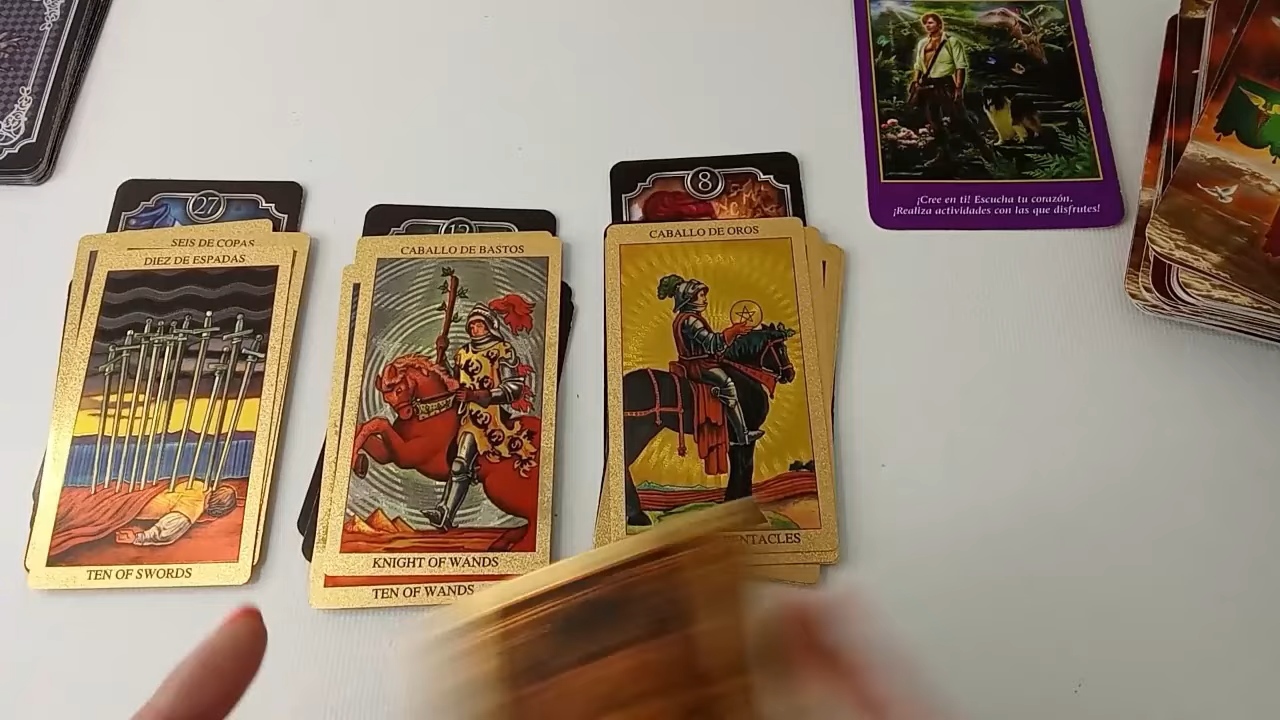 27
SEIS DE COPAS
DIEZ DE ESPADAS
TEN OF SWORDS
CABALLO DE BASTOS
KNIGHT OF WANDS
TEN OF WANDS
8
CABALLO DE OROS
PENTACLES
¡Cree en ti! Escucha tu corazón.
¡Realiza actividades con las que disfrutes!